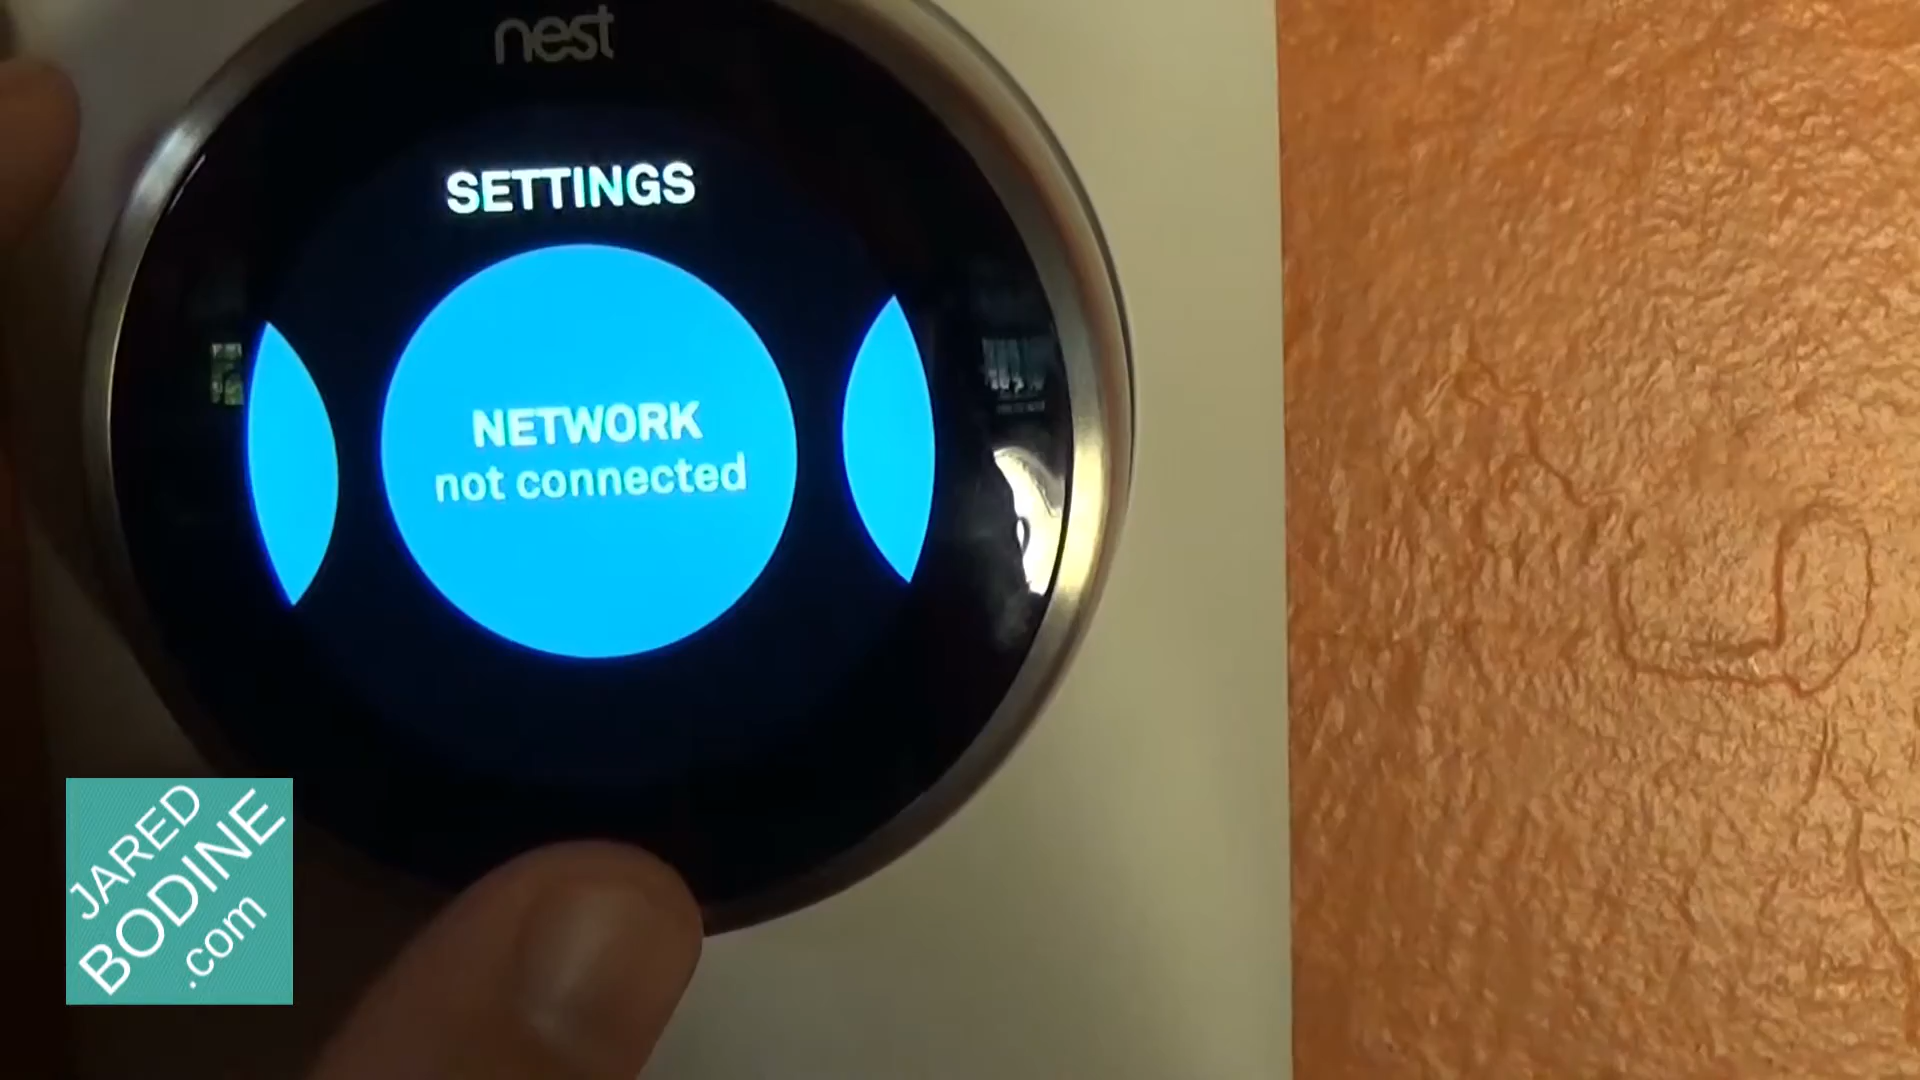 nest
SETTINGS
NETWORK
not connected
JARED
BODINE
.com